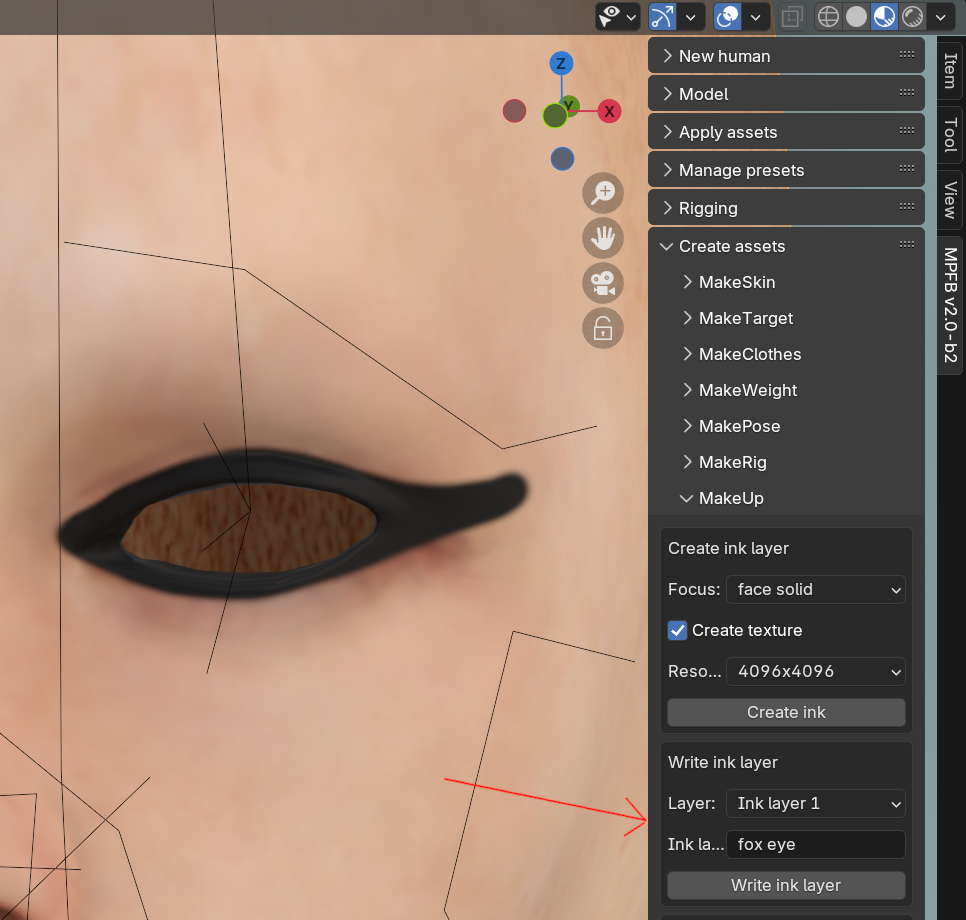 Z
Y
X
New human
Model
Apply assets
Manage presets
Rigging
Create assets
MakeSkin
MakeTarget
MakeClothes
MakeWeight
MakePose
MakeRig
MakeUp
Create ink layer
Focus: face solid
Create texture
Reso... 4096x4096
Create ink
Write ink layer
Layer: Ink layer 1
Ink la... fox eye
Write ink layer
Item
Tool
View
MPFB v2.0-b2